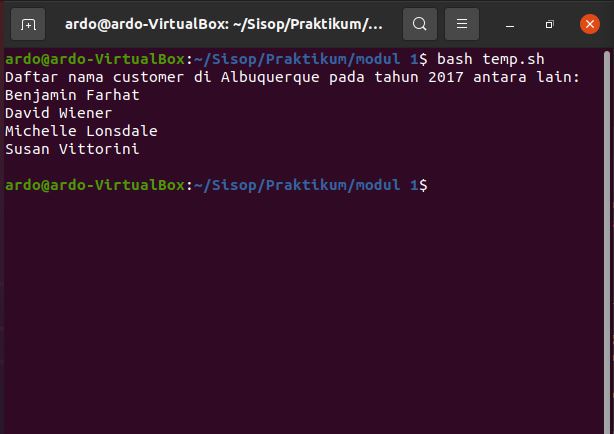 ardo@ardo-VirtualBox: ~/Sisop/Praktikum/...
ardo@ardo-VirtualBox:~/Sisop/Praktikum/modul 1$ bash temp.sh
Daftar nama customer di Albuquerque pada tahun 2017 antara lain:
Benjamin Farhat
David Wiener
Michelle Lonsdale
Susan Vittorini
ardo@ardo-VirtualBox:~/Sisop/Praktikum/modul 1$